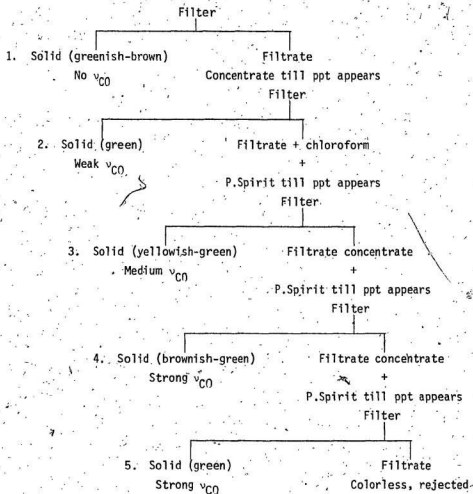 Filter
1. Solid (greenish-brown) Filtrate
No νCO Concentrate till ppt appears
Filter
2. Solid (green) Filtrate + chloroform
Weak νCO +
P.Spirit till ppt appears
Filter
3. Solid (yellowish-green) Filtrate concentrate
Medium νCO +
P.Spirit till ppt appears
Filter
4. Solid (brownish-green) Filtrate concentrate
Strong νCO +
P.Spirit till ppt appears
Filter
5. Solid (green) Filtrate
Strong νCO Colorless, rejected